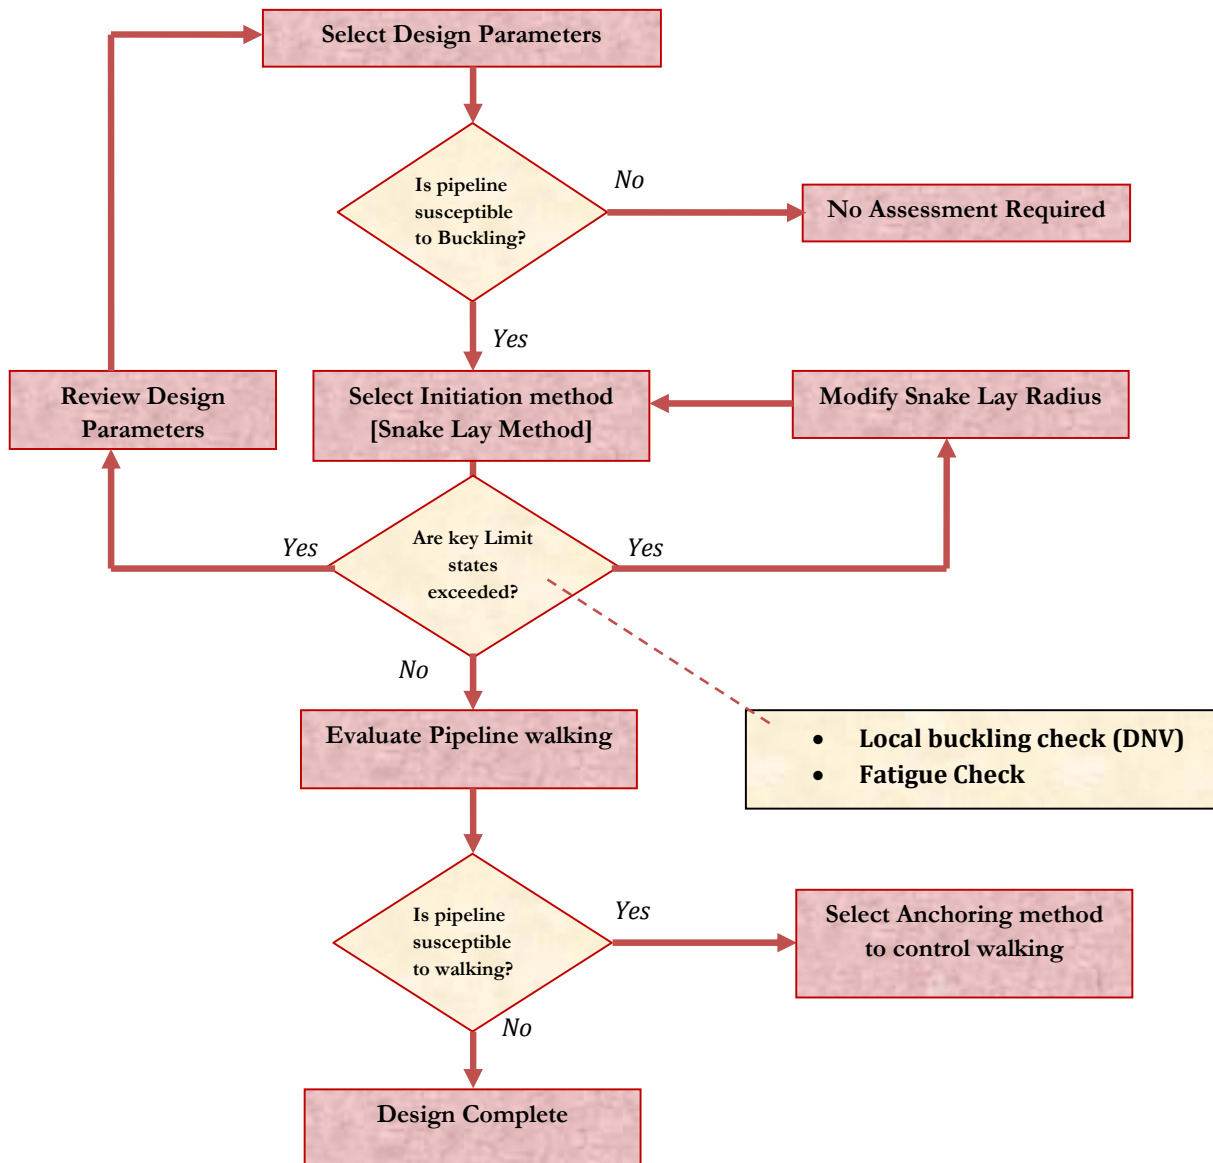 Select Design Parameters
Is pipeline
susceptible
to Buckling?
No
No Assessment Required
Yes
Review Design
Parameters
Select Initiation method
[Snake Lay Method]
Modify Snake Lay Radius
Yes
Are key Limit
states
exceeded?
Yes
No
Evaluate Pipeline walking
• Local buckling check (DNV)
• Fatigue Check
Is pipeline
susceptible
to walking?
Yes
Select Anchoring method
to control walking
No
Design Complete